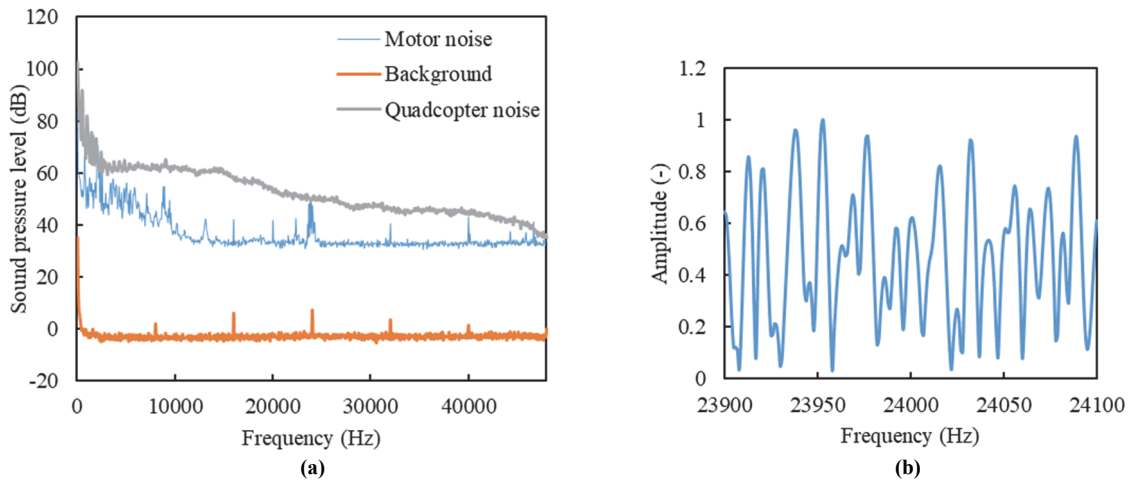 120
100
80
60
40
20
0
-20
Sound pressure level (dB)
Motor noise
Background
Quadcopter noise
0 10000 20000 30000 40000
Frequency (Hz)
(a)
1.2
1
0.8
0.6
0.4
0.2
0
Amplitude (-)
23900 23950 24000 24050 24100
Frequency (Hz)
(b)